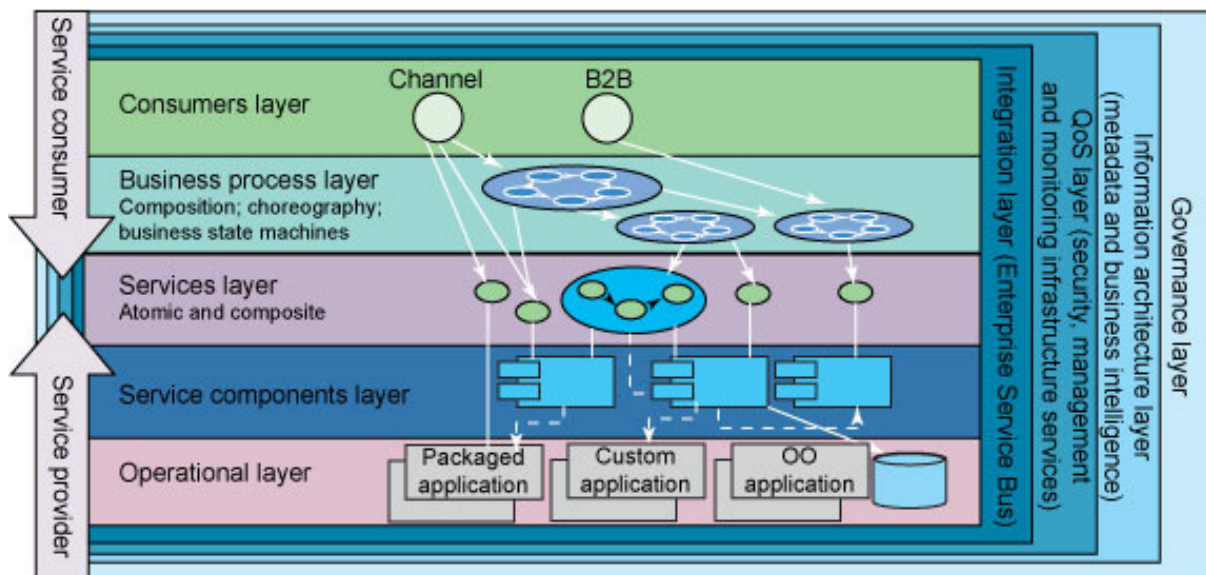 Service consumer
Service provider
Channel
B2B
Consumers layer
Business process layer
Composition; choreography;
business state machines
Services layer
Atomic and composite
Service components layer
Operational layer
Packaged
application
Custom
application
OO
application
Integration layer (Enterprise Service Bus)
QoS layer (security, management
and monitoring infrastructure services)
Information architecture layer
(metadata and business intelligence)
Governance layer